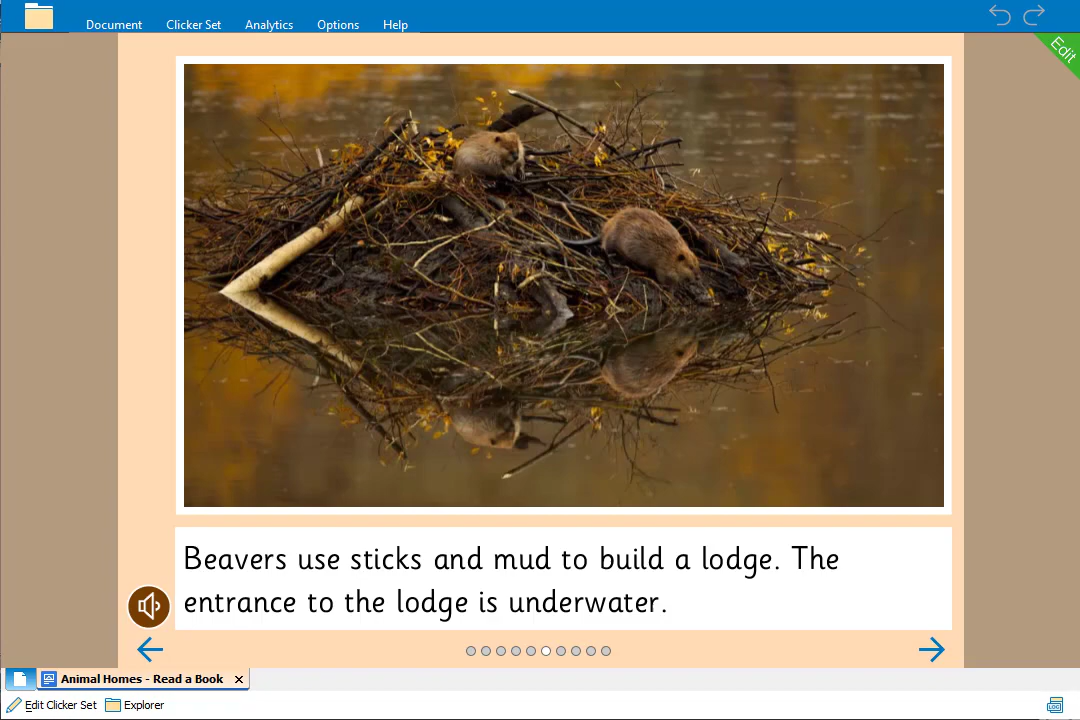 Document Clicker Set Analytics Options Help
Edit
Beavers use sticks and mud to build a lodge. The
entrance to the lodge is underwater.
Animal Homes - Read a Book
Edit Clicker Set Explorer
LOG